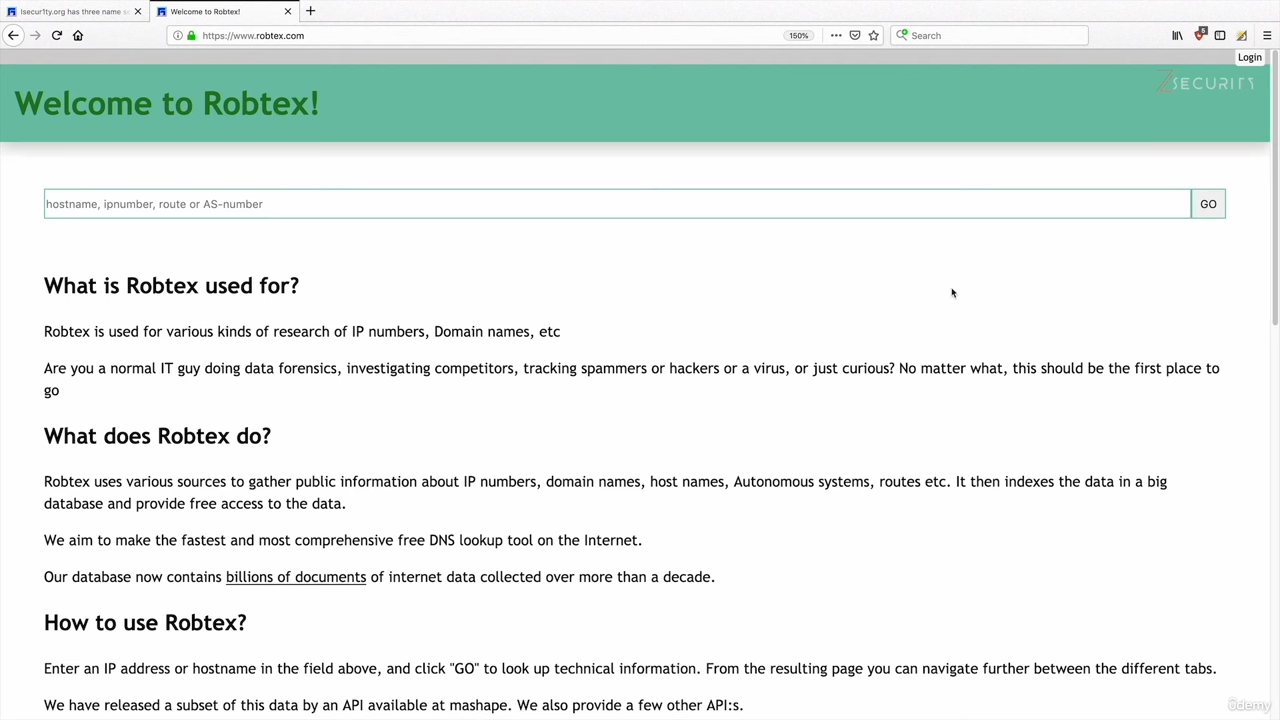 Isecur1ty.org has three name
Welcome to Robtex!
https://www.robtex.com
150%
Search
Login
Welcome to Robtex!
ZSECURITY
hostname, ipnumber, route or AS-number
GO
What is Robtex used for?
Robtex is used for various kinds of research of IP numbers, Domain names, etc
Are you a normal IT guy doing data forensics, investigating competitors, tracking spammers or hackers or a virus, or just curious? No matter what, this should be the first place to
go
What does Robtex do?
Robtex uses various sources to gather public information about IP numbers, domain names, host names, Autonomous systems, routes etc. It then indexes the data in a big
database and provide free access to the data.
We aim to make the fastest and most comprehensive free DNS lookup tool on the Internet.
Our database now contains billions of documents of internet data collected over more than a decade.
How to use Robtex?
Enter an IP address or hostname in the field above, and click "GO" to look up technical information. From the resulting page you can navigate further between the different tabs.
We have released a subset of this data by an API available at mashape. We also provide a few other API:s.
ûdemy